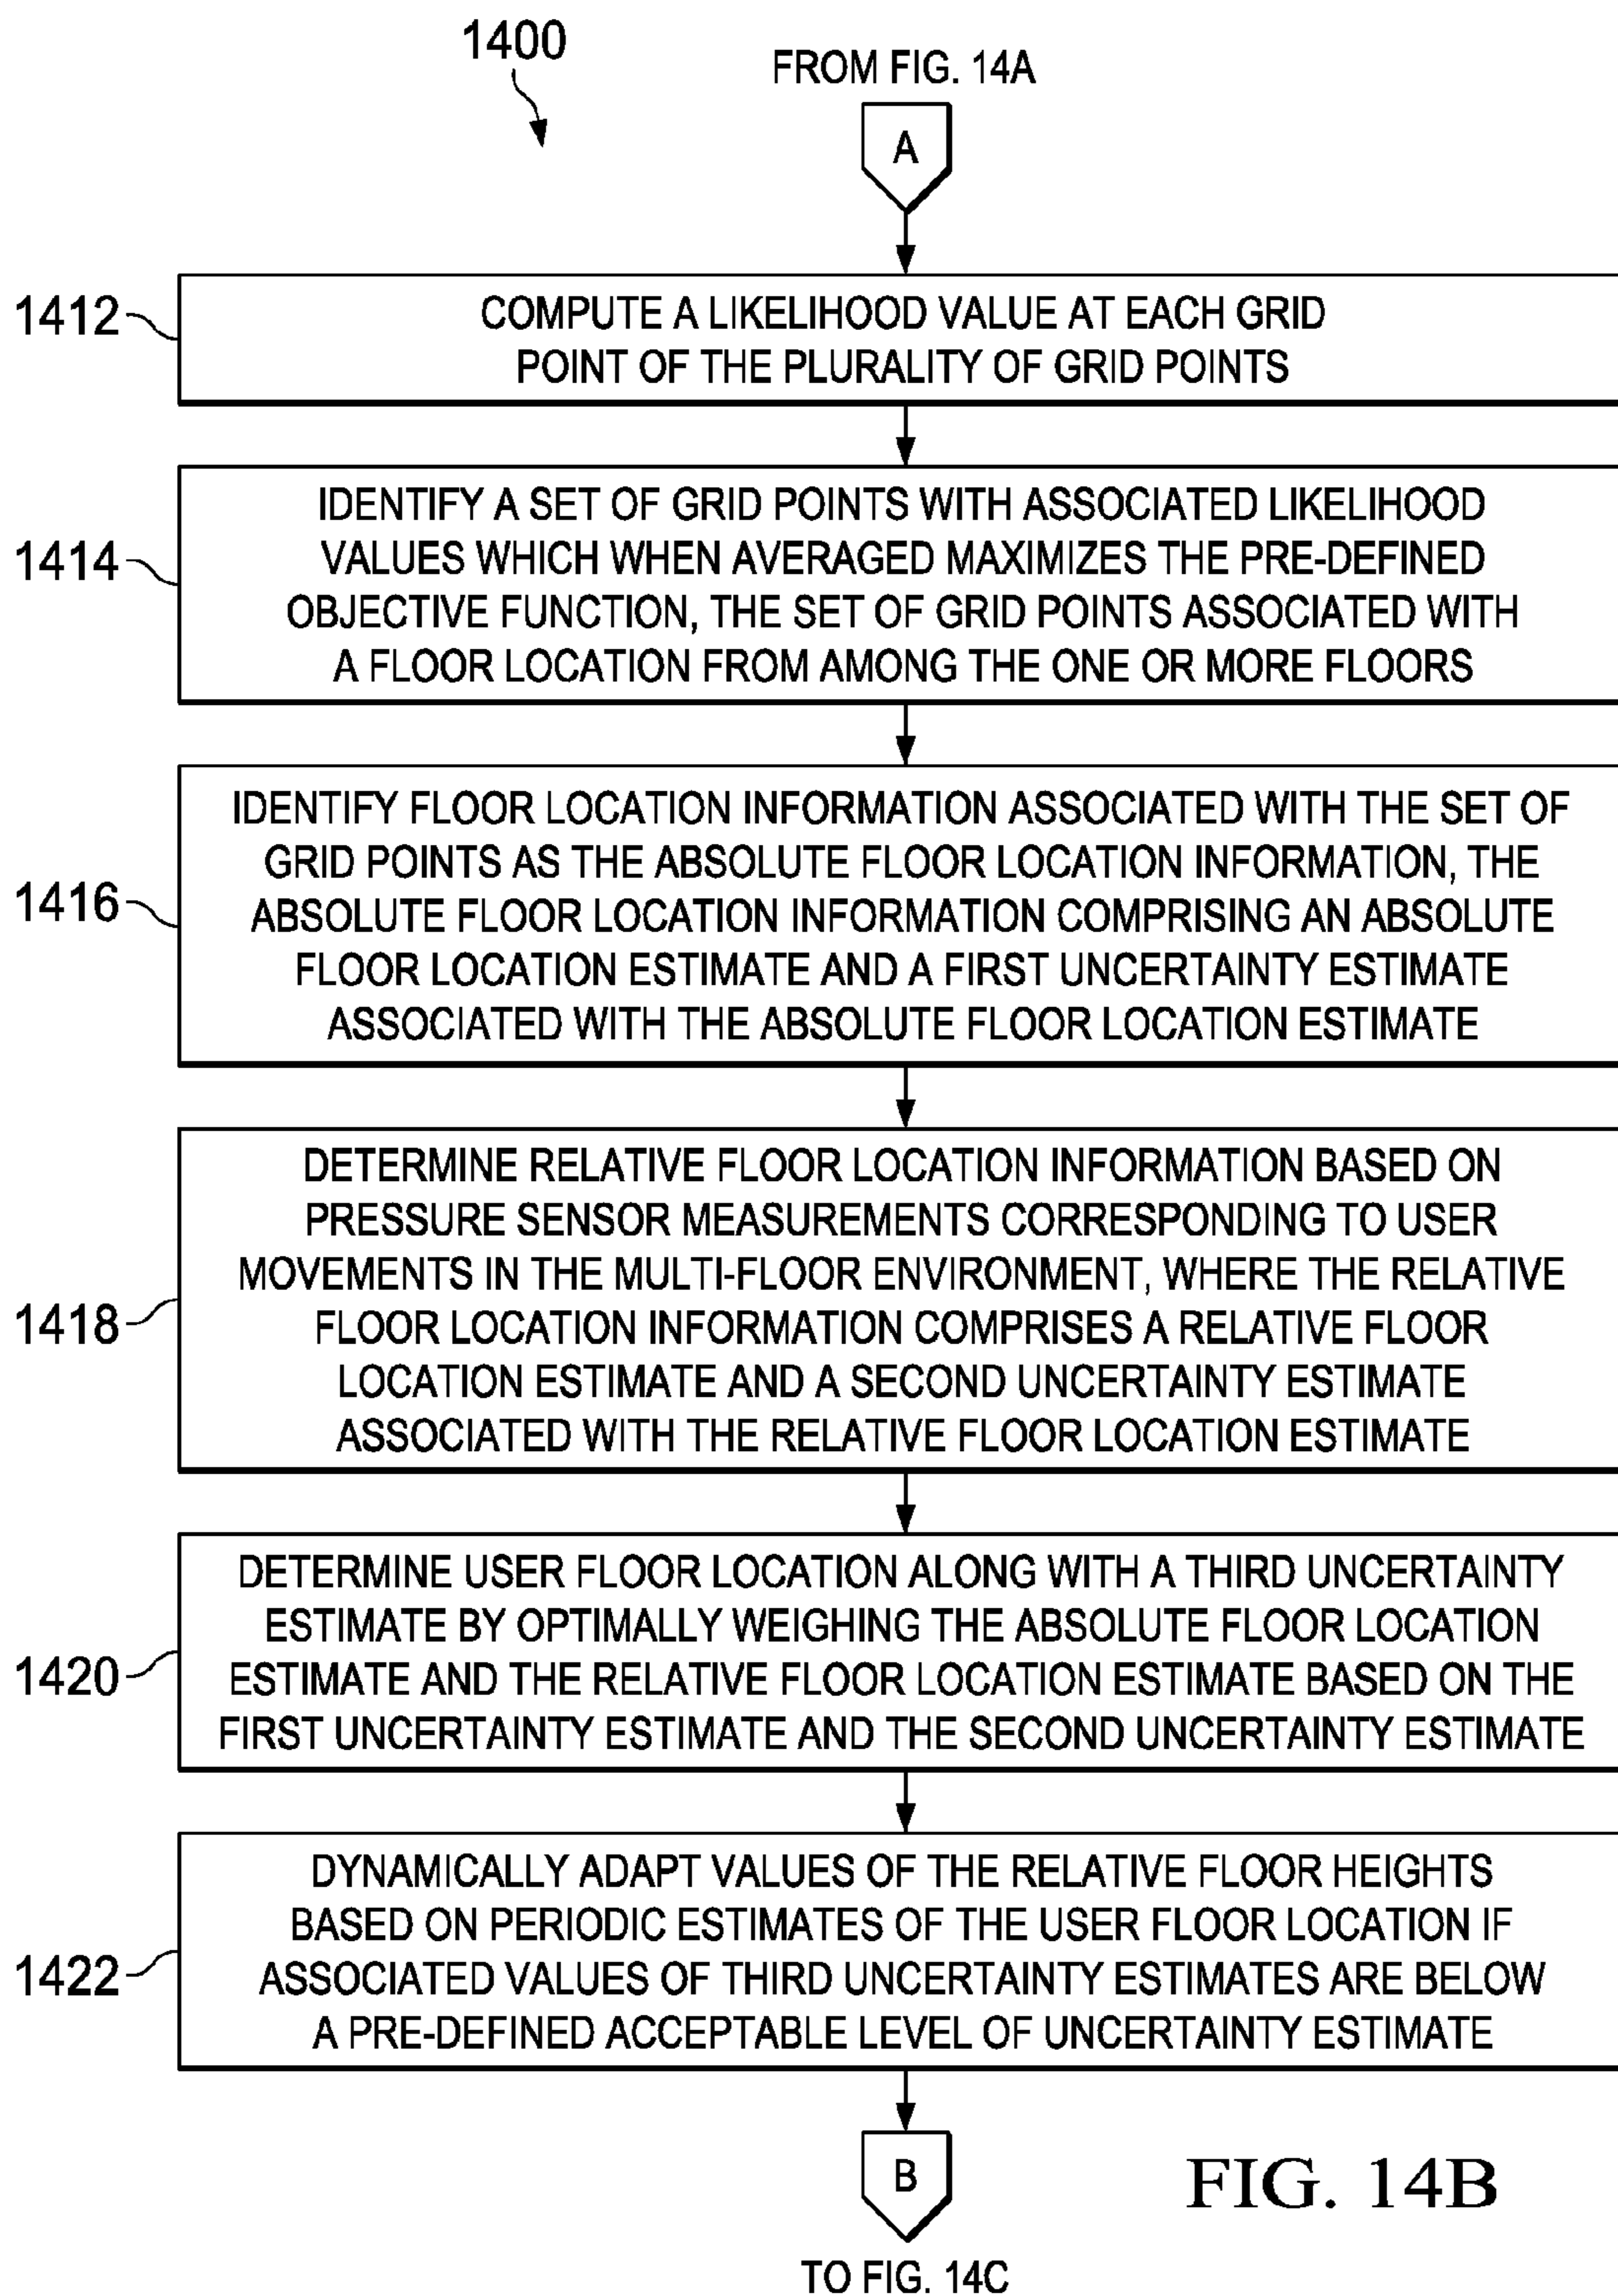 1400
FROM FIG. 14A
A
1412
COMPUTE A LIKELIHOOD VALUE AT EACH GRID
POINT OF THE PLURALITY OF GRID POINTS
1414
IDENTIFY A SET OF GRID POINTS WITH ASSOCIATED LIKELIHOOD
VALUES WHICH WHEN AVERAGED MAXIMIZES THE PRE-DEFINED
OBJECTIVE FUNCTION, THE SET OF GRID POINTS ASSOCIATED WITH
A FLOOR LOCATION FROM AMONG THE ONE OR MORE FLOORS
1416
IDENTIFY FLOOR LOCATION INFORMATION ASSOCIATED WITH THE SET OF
GRID POINTS AS THE ABSOLUTE FLOOR LOCATION INFORMATION, THE
ABSOLUTE FLOOR LOCATION INFORMATION COMPRISING AN ABSOLUTE
FLOOR LOCATION ESTIMATE AND A FIRST UNCERTAINTY ESTIMATE
ASSOCIATED WITH THE ABSOLUTE FLOOR LOCATION ESTIMATE
1418
DETERMINE RELATIVE FLOOR LOCATION INFORMATION BASED ON
PRESSURE SENSOR MEASUREMENTS CORRESPONDING TO USER
MOVEMENTS IN THE MULTI-FLOOR ENVIRONMENT, WHERE THE RELATIVE
FLOOR LOCATION INFORMATION COMPRISES A RELATIVE FLOOR
LOCATION ESTIMATE AND A SECOND UNCERTAINTY ESTIMATE
ASSOCIATED WITH THE RELATIVE FLOOR LOCATION ESTIMATE
1420
DETERMINE USER FLOOR LOCATION ALONG WITH A THIRD UNCERTAINTY
ESTIMATE BY OPTIMALLY WEIGHING THE ABSOLUTE FLOOR LOCATION
ESTIMATE AND THE RELATIVE FLOOR LOCATION ESTIMATE BASED ON THE
FIRST UNCERTAINTY ESTIMATE AND THE SECOND UNCERTAINTY ESTIMATE
1422
DYNAMICALLY ADAPT VALUES OF THE RELATIVE FLOOR HEIGHTS
BASED ON PERIODIC ESTIMATES OF THE USER FLOOR LOCATION IF
ASSOCIATED VALUES OF THIRD UNCERTAINTY ESTIMATES ARE BELOW
A PRE-DEFINED ACCEPTABLE LEVEL OF UNCERTAINTY ESTIMATE
B
FIG. 14B
TO FIG. 14C